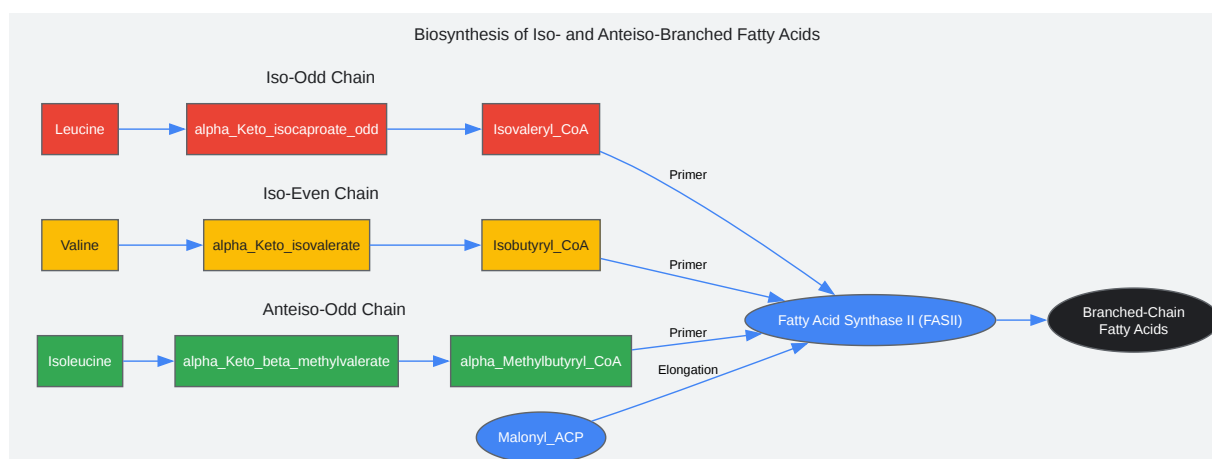 Biosynthesis of Iso- and Anteiso-Branched Fatty Acids
Iso-Odd Chain
Leucine
alpha_Keto_isocaproate_odd
Isovaleryl_CoA
Primer
Iso-Even Chain
Valine
alpha_Keto_isovalerate
Isobutyryl_CoA
Primer
Anteiso-Odd Chain
Isoleucine
alpha_Keto_beta_methylvalerate
alpha_Methylbutyryl_CoA
Primer
Elongation
Malonyl_ACP
Fatty Acid Synthase II (FASII)
Branched-Chain
Fatty Acids